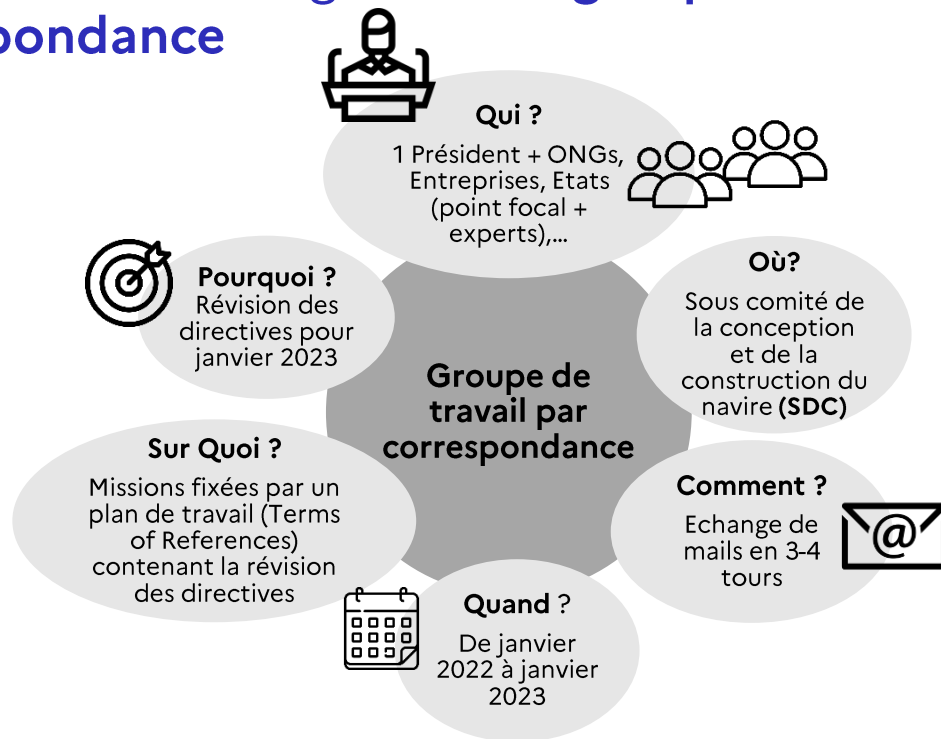 pondance
Qui ?
1 Président + ONGs,
Entreprises, Etats
(point focal +
experts),...
Où?
Sous comité de
la conception
et de la
construction du
navire (SDC)
Pourquoi ?
Révision des
directives pour
janvier 2023
Groupe de
travail par
correspondance
Sur Quoi ?
Missions fixées par un
plan de travail (Terms
of References)
contenant la révision
des directives
Comment ?
Echange de
mails en 3-4
tours
@
Quand ?
De janvier
2022 à janvier
2023